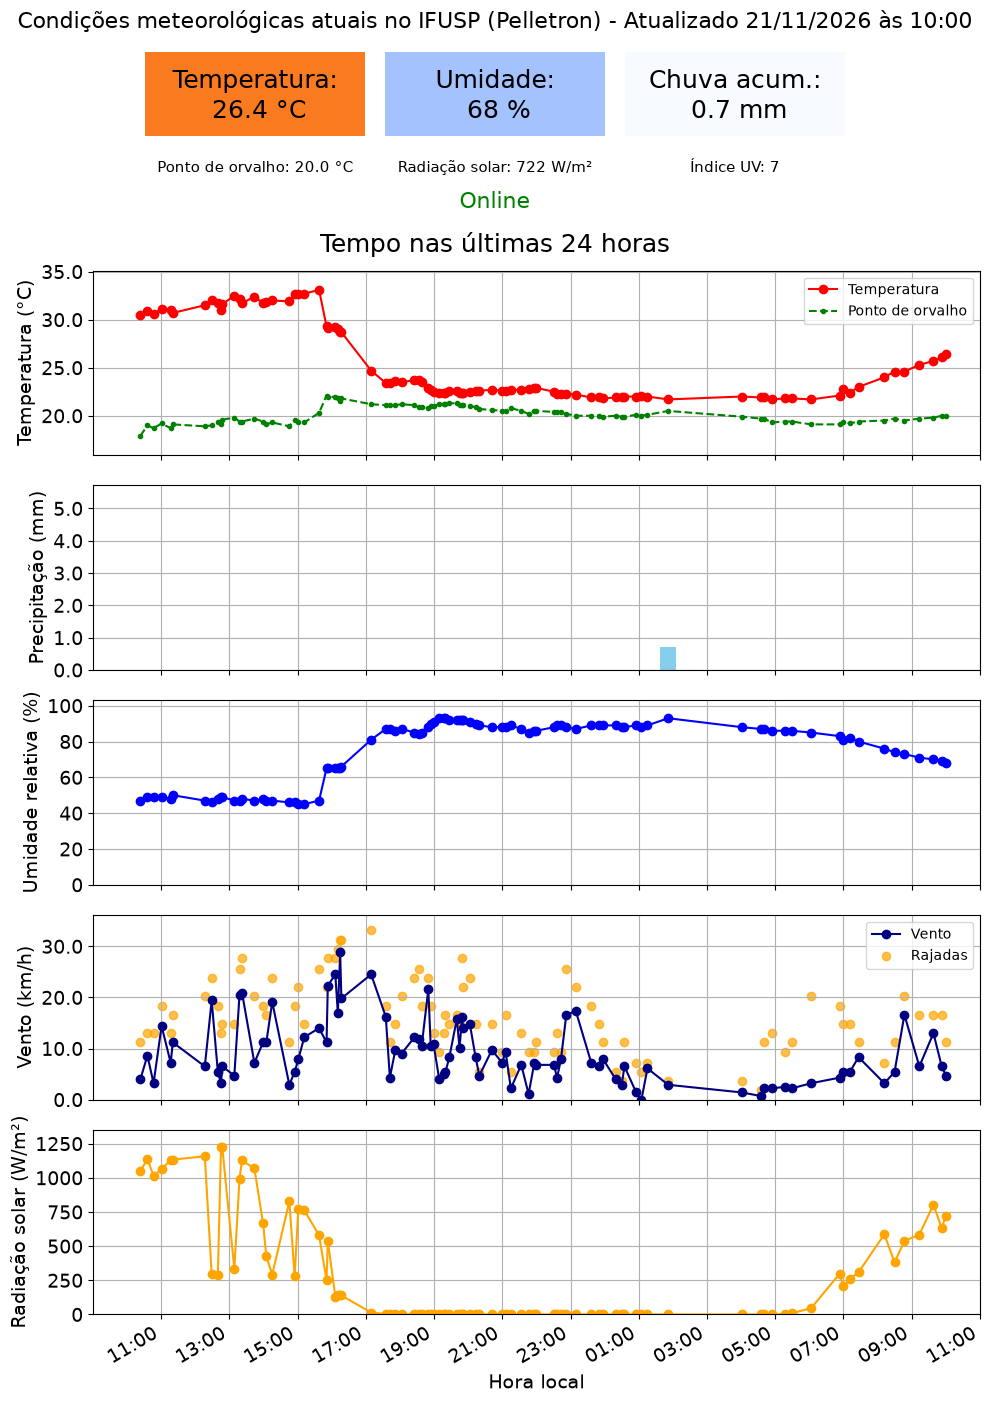 Condições meteorológicas atuais no IFUSP (Pelletron) - Atualizado 21/11/2026 às 10:00
Temperatura:
26.4 °C
Umidade:
68 %
Chuva acum.:
0.7 mm
Ponto de orvalho: 20.0 °C
Radiação solar: 722 W/m²
Índice UV: 7
Online
Tempo nas últimas 24 horas
Temperatura (°C)
35.0
30.0
25.0
20.0
Temperatura
Ponto de orvalho
Precipitação (mm)
5.0
4.0
3.0
2.0
1.0
0.0
Umidade relativa (%)
100
80
60
40
20
0
Vento (km/h)
30.0
20.0
10.0
0.0
Vento
Rajadas
Radiação solar (W/m²)
1250
1000
750
500
250
0
11:00
13:00
15:00
17:00
19:00
21:00
23:00
01:00
03:00
05:00
07:00
09:00
11:00
Hora local